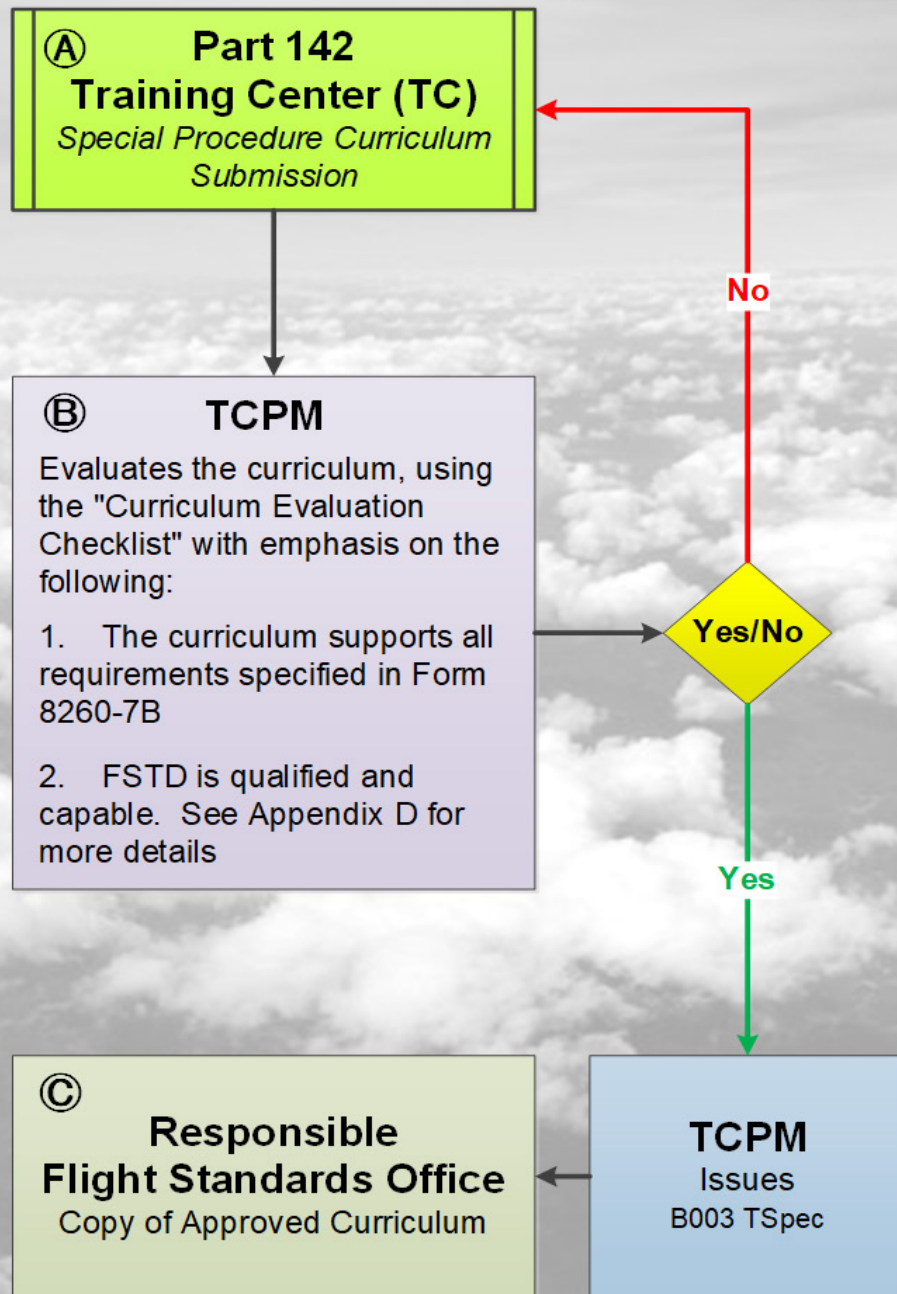 Ⓐ Part 142
Training Center (TC)
Special Procedure Curriculum
Submission
No
Ⓑ TCPM
Evaluates the curriculum, using
the "Curriculum Evaluation
Checklist" with emphasis on the
following:
1. The curriculum supports all
requirements specified in Form
8260-7B
2. FSTD is qualified and
capable. See Appendix D for
more details
Yes/No
Yes
Ⓒ
Responsible
Flight Standards Office
Copy of Approved Curriculum
TCPM
Issues
B003 TSpec